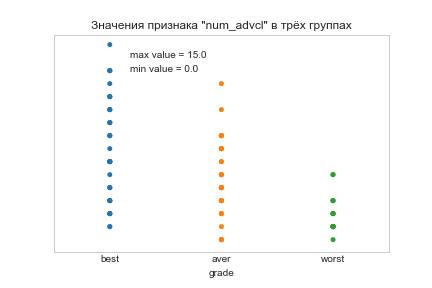 Значения признака "num_advcl" в трёх группах
max value = 15.0
min value = 0.0
best aver worst
grade